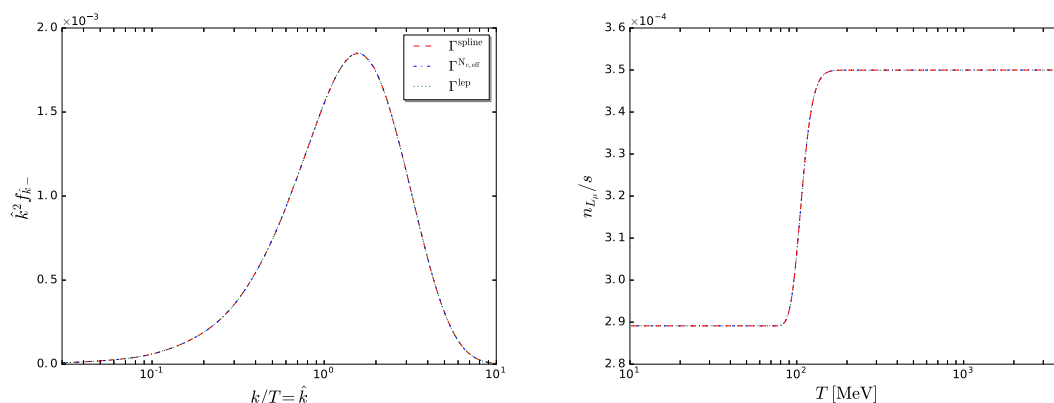 ×10⁻³
2.0
1.5
1.0
0.5
0.0
10⁻¹ 10⁰ 10¹
k/T = k̂
k̂² f_k̂−
Γ^spline
Γ^N_c,eff
Γ^lep
×10⁻⁴
3.6
3.5
3.4
3.3
3.2
3.1
3.0
2.9
2.8
10¹ 10² 10³
T [MeV]
n_L_μ/s